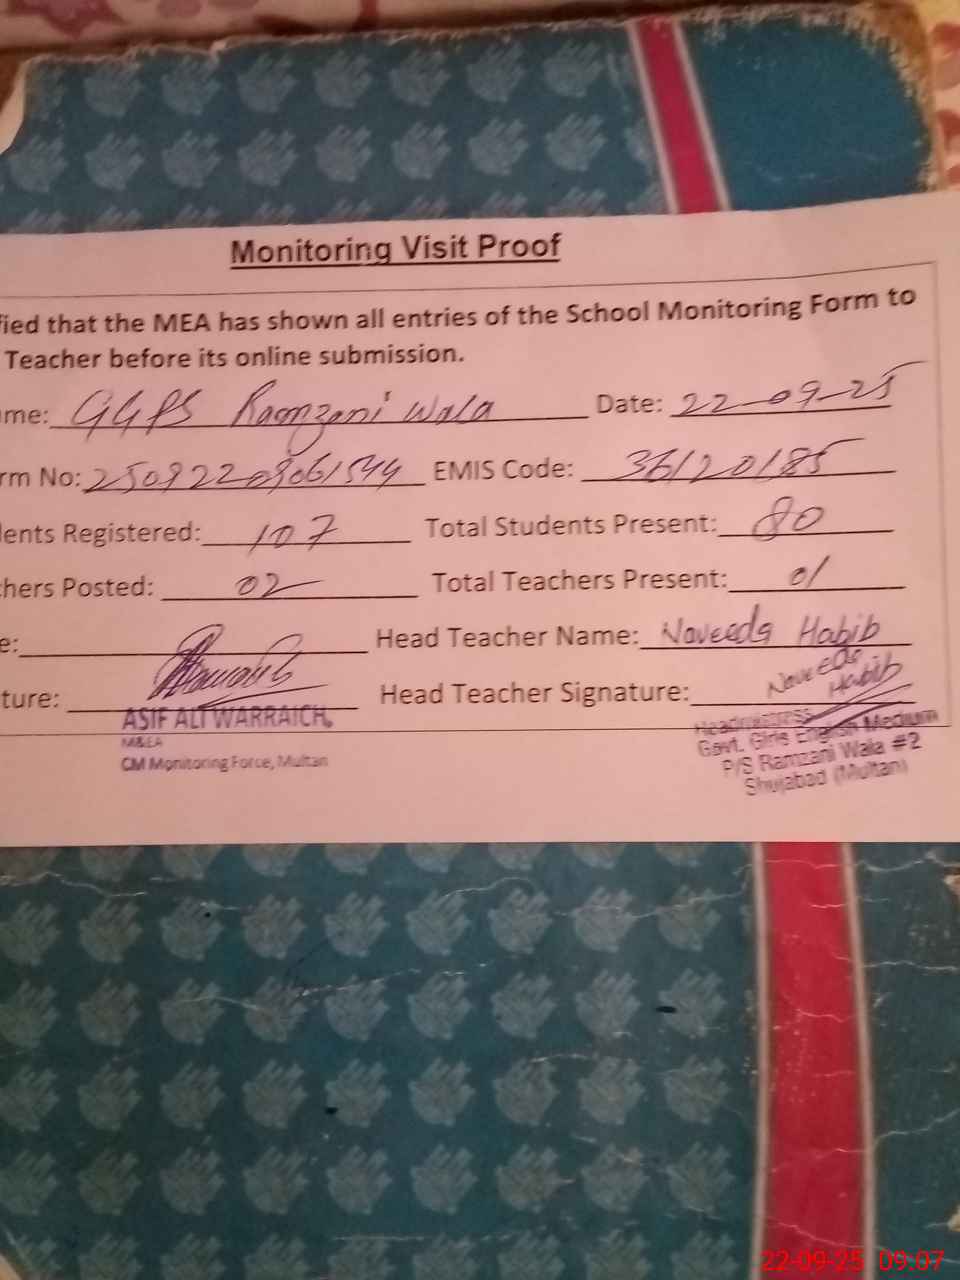 Monitoring Visit Proof
fied that the MEA has shown all entries of the School Monitoring Form to
Teacher before its online submission.
me: GGPS Ramzani Wala Date: 22-09-25
rm No: EMIS Code: 36120185
ents Registered: 107 Total Students Present: 80
hers Posted: 02 Total Teachers Present: 01
e: Head Teacher Name: Naveeda Habib
ture: Head Teacher Signature: Naveeda Habib
ASIF ALI WARRAICH,
M&EA
CM Monitoring Force, Multan
Headmistress
Govt. Girls English Medium
P/S Ramzani Wala #2
Shujabad (Multan)
22-09-25 09:07